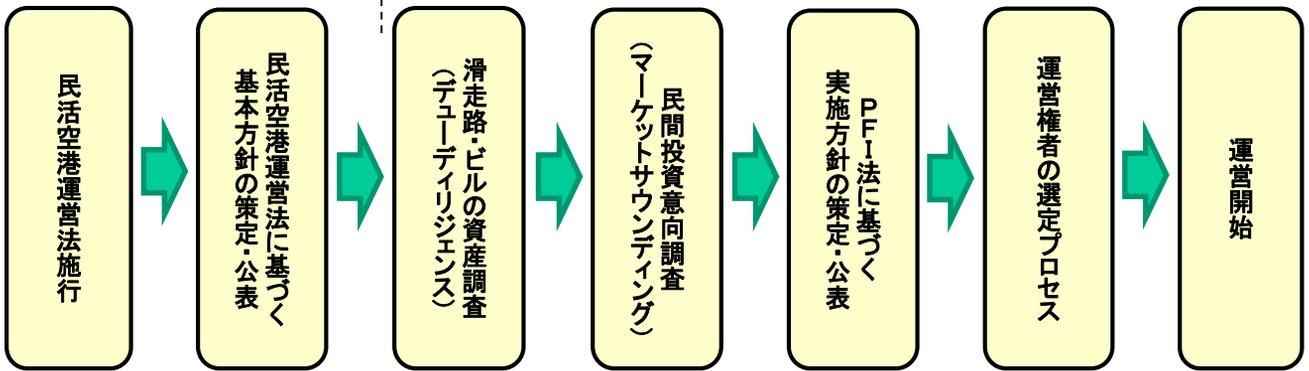 民活空港運営法施行
民活空港運営法に基づく
基本方針の策定・公表
滑走路・ビルの資産調査
（デューディリジェンス）
民間投資意向調査
（マーケットサウンディング）
ＰＦＩ法に基づく
実施方針の策定・公表
運営権者の選定プロセス
運営開始